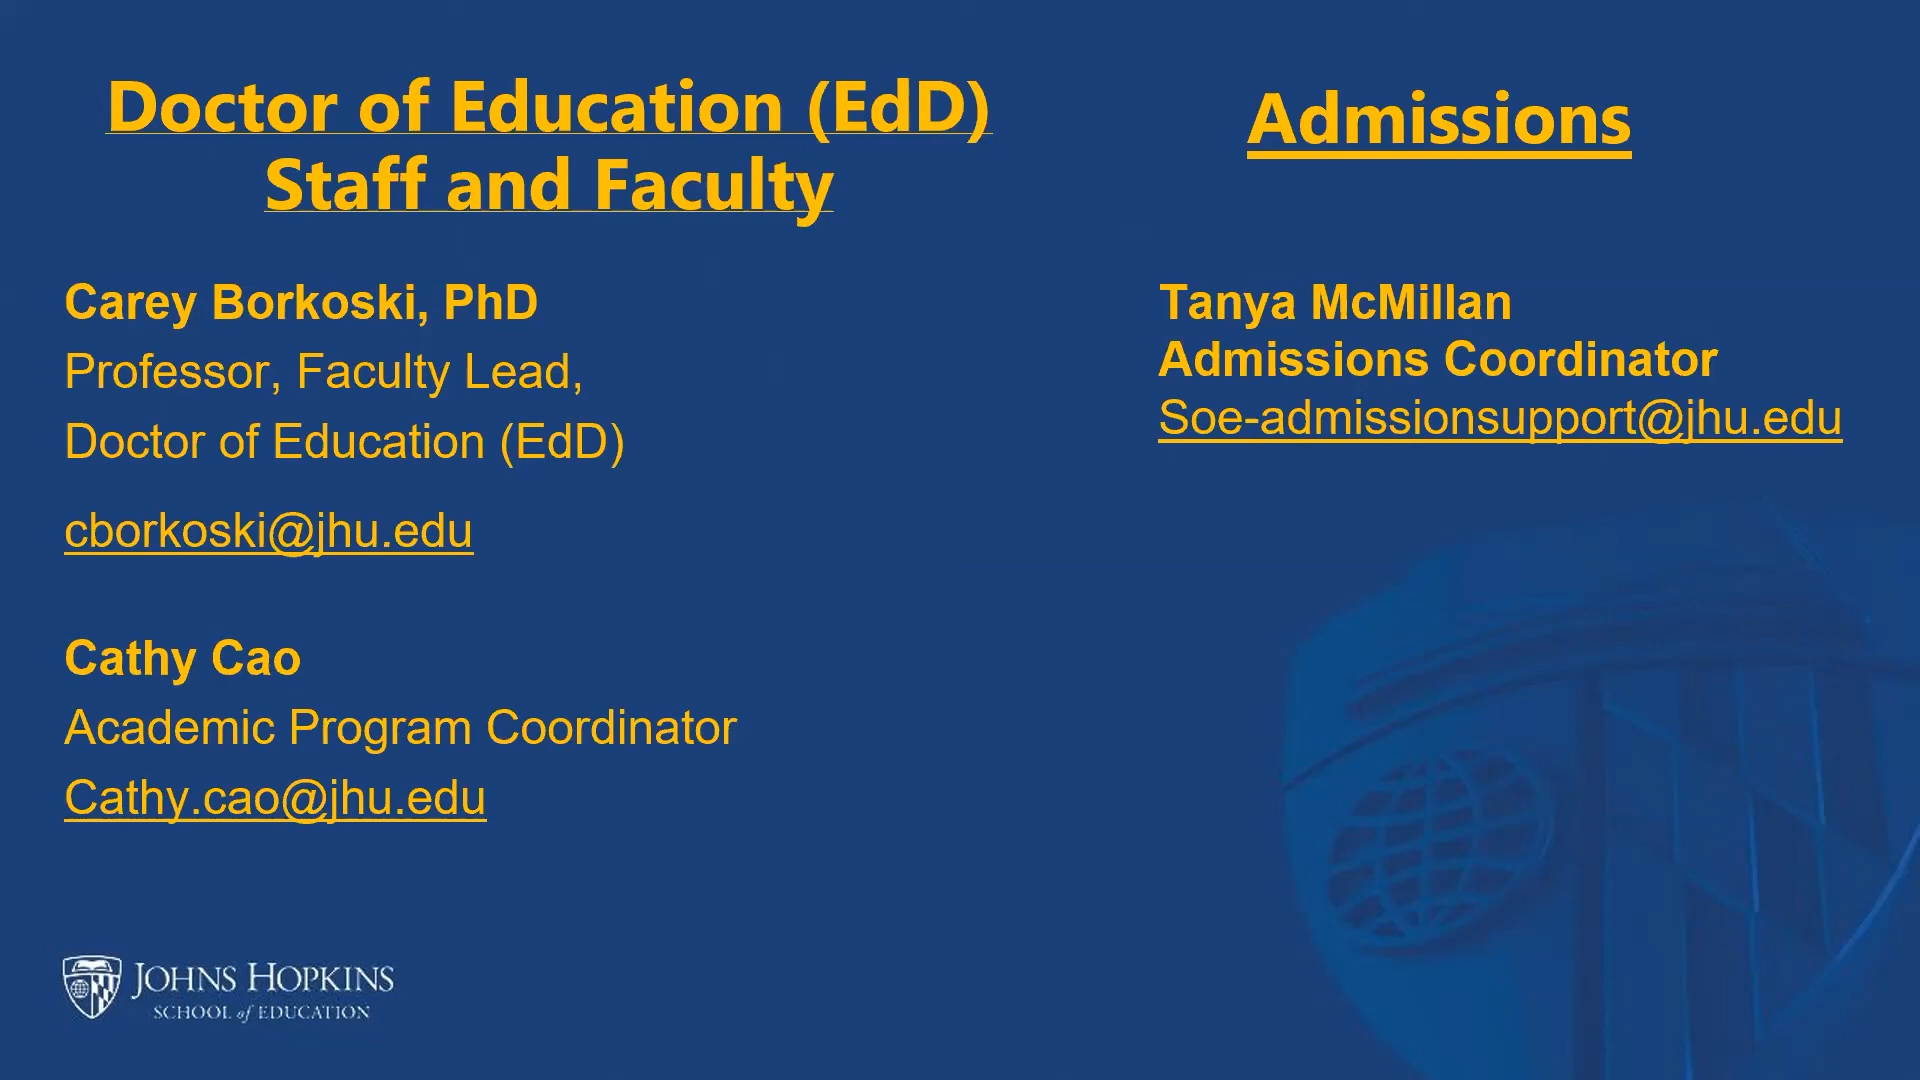 Doctor of Education (EdD)
Staff and Faculty
Carey Borkoski, PhD
Professor, Faculty Lead,
Doctor of Education (EdD)
cborkoski@jhu.edu
Cathy Cao
Academic Program Coordinator
Cathy.cao@jhu.edu
Admissions
Tanya McMillan
Admissions Coordinator
Soe-admissionsupport@jhu.edu
JOHNS HOPKINS
SCHOOL of EDUCATION